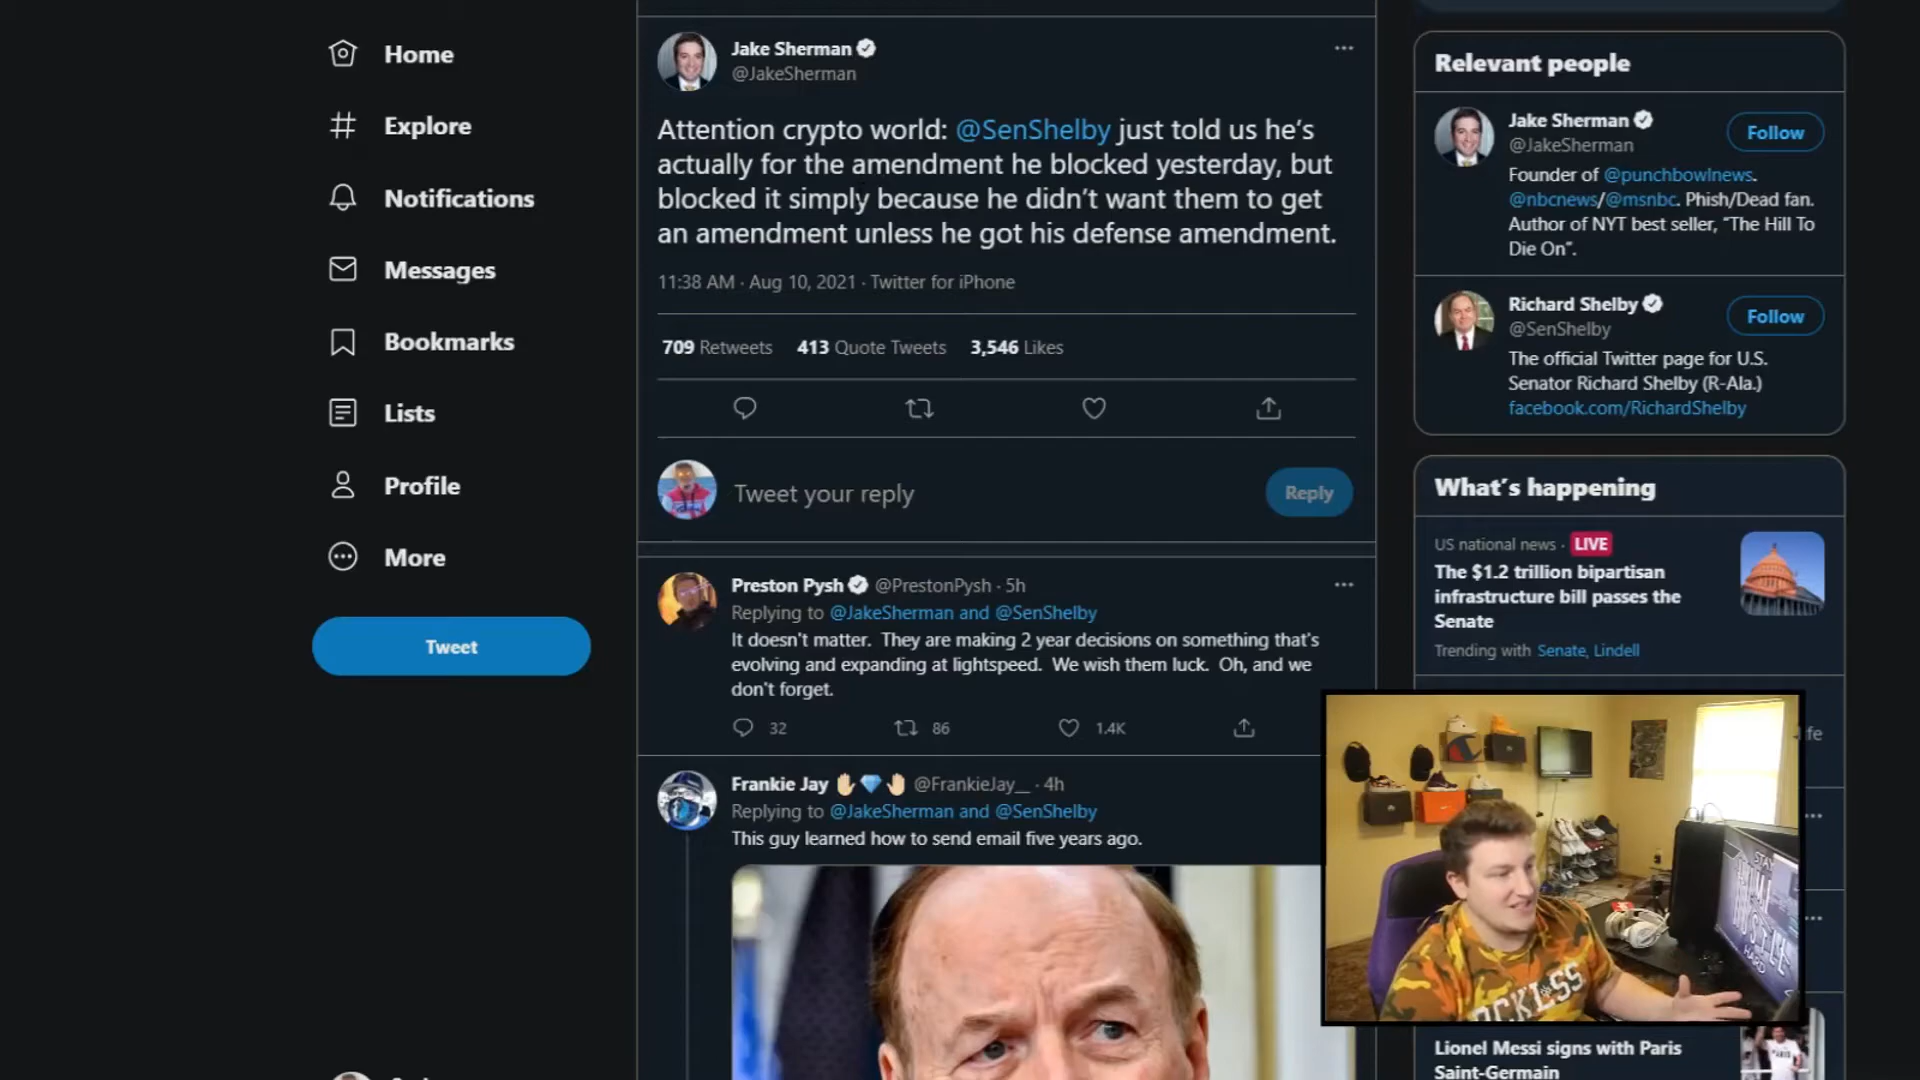 Home
Explore
Notifications
Messages
Bookmarks
Lists
Profile
More
Tweet
Jake Sherman
@JakeSherman
Attention crypto world: @SenShelby just told us he's
actually for the amendment he blocked yesterday, but
blocked it simply because he didn't want them to get
an amendment unless he got his defense amendment.
11:38 AM · Aug 10, 2021 · Twitter for iPhone
709 Retweets 413 Quote Tweets 3,546 Likes
Tweet your reply
Reply
Preston Pysh @PrestonPysh · 5h
Replying to @JakeSherman and @SenShelby
It doesn't matter. They are making 2 year decisions on something that's
evolving and expanding at lightspeed. We wish them luck. Oh, and we
don't forget.
32 86 1.4K
Frankie Jay ✋💎🤚 @FrankieJay__ · 4h
Replying to @JakeSherman and @SenShelby
This guy learned how to send email five years ago.
Relevant people
Jake Sherman
@JakeSherman
Follow
Founder of @punchbowlnews.
@nbcnews/@msnbc. Phish/Dead fan.
Author of NYT best seller, "The Hill To
Die On".
Richard Shelby
@SenShelby
Follow
The official Twitter page for U.S.
Senator Richard Shelby (R-Ala.)
facebook.com/RichardShelby
What's happening
US national news · LIVE
The $1.2 trillion bipartisan
infrastructure bill passes the
Senate
Trending with Senate, Lindell
STAY
HUSTLE
HARD
Lionel Messi signs with Paris
Saint-Germain